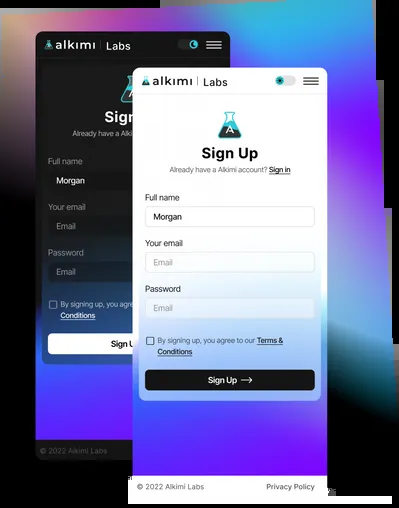 alkimi | Labs
Sign
Already have a Alki
Full name
Morgan
Your email
Email
Password
Email
By signing up, you agree
Conditions
Sign U
© 2022 Alkimi Labs
alkimi | Labs
A
Sign Up
Already have a Alkimi account? Sign in
Full name
Morgan
Your email
Email
Password
Email
By signing up, you agree to our Terms &
Conditions
Sign Up →
© 2022 Alkimi Labs
Privacy Policy